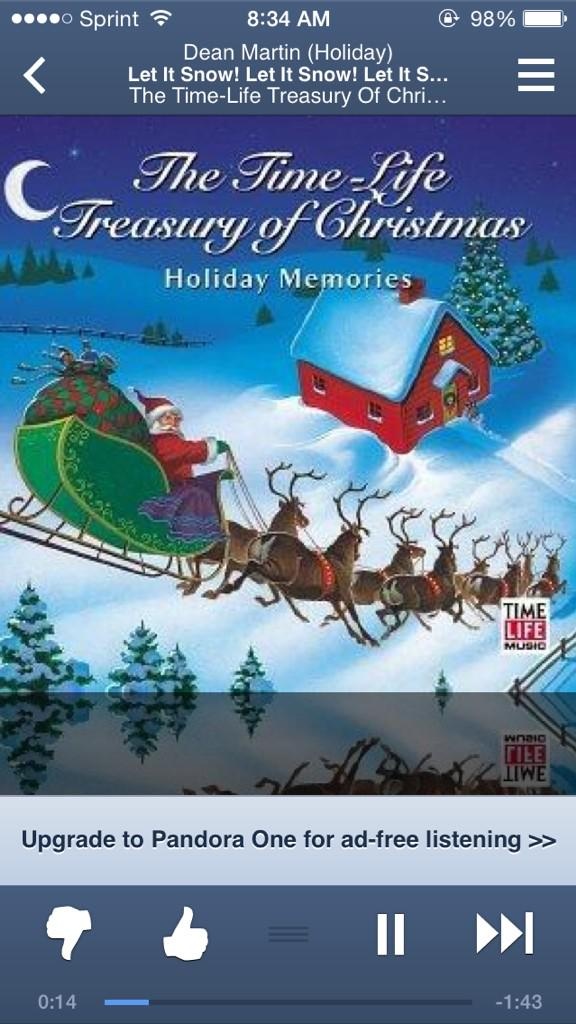 Sprint 8:34 AM 98%
Dean Martin (Holiday)
Let It Snow! Let It Snow! Let It S...
The Time-Life Treasury Of Chri...
The Time-Life
Treasury of Christmas
Holiday Memories
TIME
LIFE
MUSIC
Upgrade to Pandora One for ad-free listening >>
0:14 -1:43